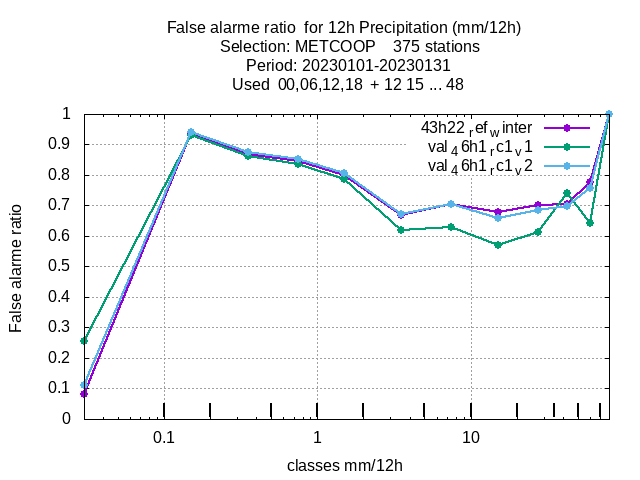 False alarme ratio  for 12h Precipitation (mm/12h)
Selection: METCOOP    375 stations
Period: 20230101-20230131
Used  00,06,12,18  + 12 15 ... 48
43h22 ref winter
val 46h1 rc1 v1
val 46h1 rc1 v2
False alarme ratio
1
0.9
0.8
0.7
0.6
0.5
0.4
0.3
0.2
0.1
0
0.1 1 10
classes mm/12h